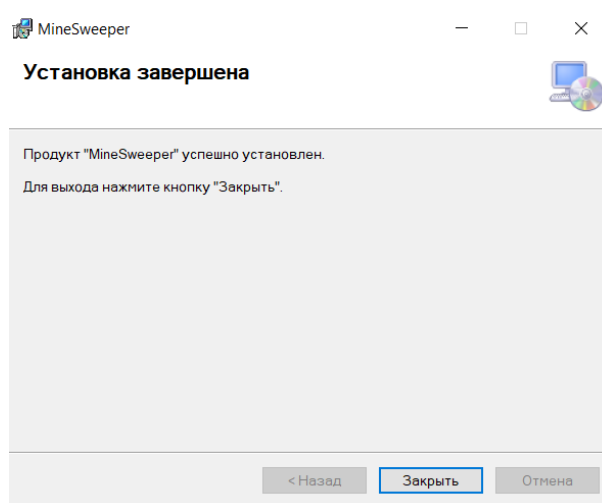 MineSweeper
Установка завершена
Продукт "MineSweeper" успешно установлен.
Для выхода нажмите кнопку "Закрыть".
< Назад
Закрыть
Отмена